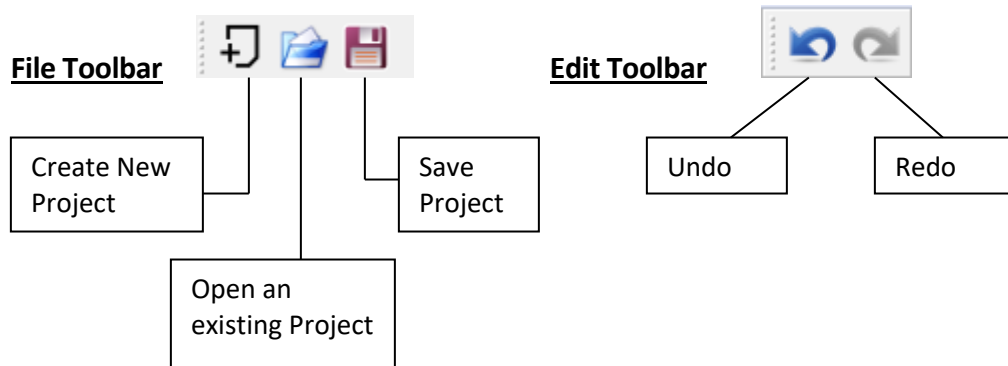 File Toolbar
Edit Toolbar
Create New
Project
Save
Project
Undo
Redo
Open an
existing Project